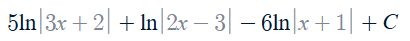 5ln|3x + 2| + ln|2x − 3| − 6ln|x + 1| + C